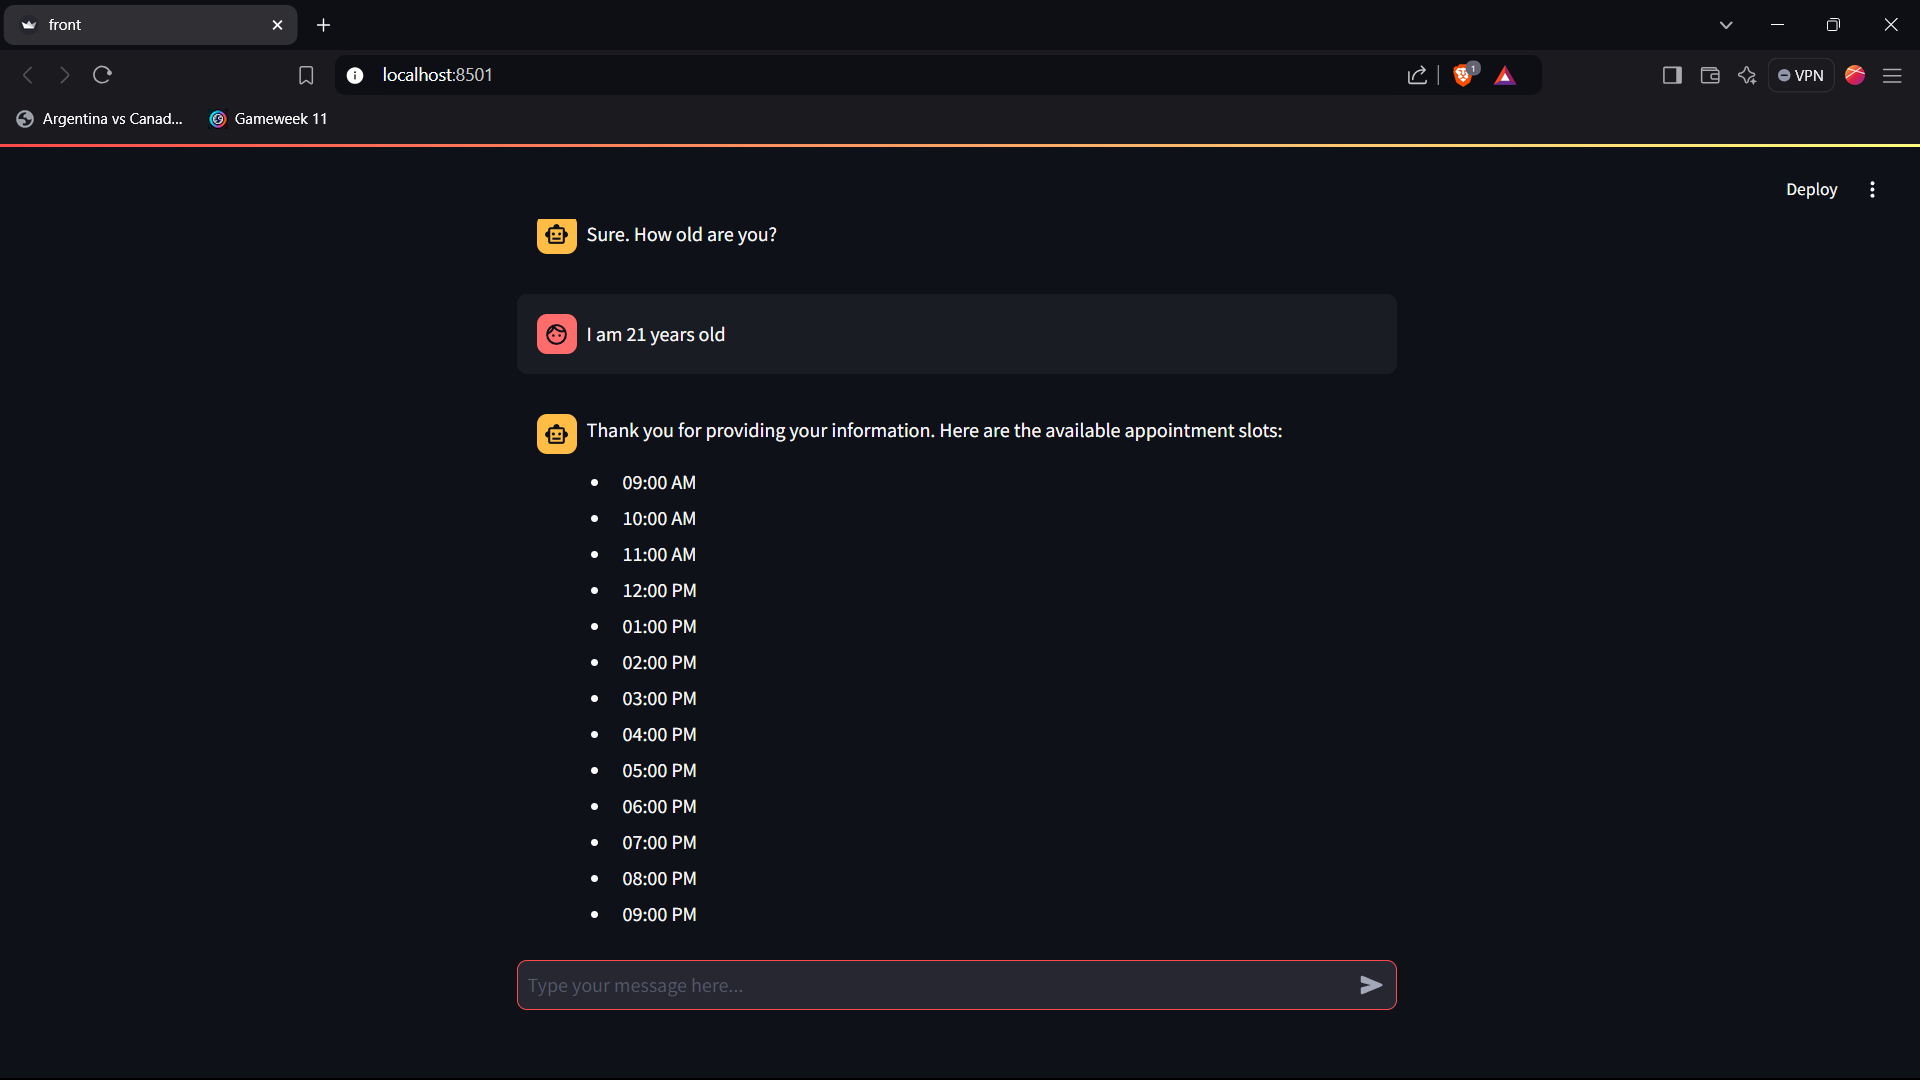 front
localhost:8501
1
VPN
Argentina vs Canad...
Gameweek 11
Deploy
Sure. How old are you?
I am 21 years old
Thank you for providing your information. Here are the available appointment slots:
• 09:00 AM
• 10:00 AM
• 11:00 AM
• 12:00 PM
• 01:00 PM
• 02:00 PM
• 03:00 PM
• 04:00 PM
• 05:00 PM
• 06:00 PM
• 07:00 PM
• 08:00 PM
• 09:00 PM
Type your message here...